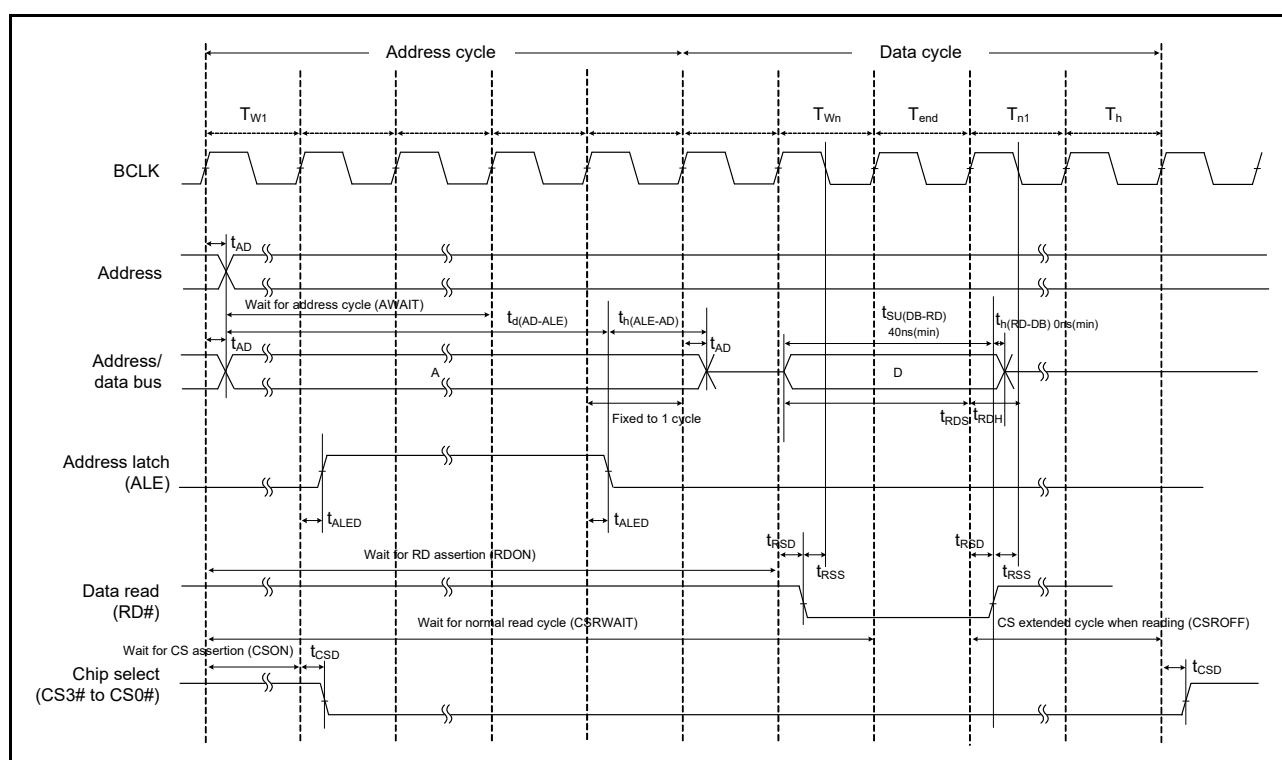 Address cycle
Data cycle
TW1
TWn
Tend
Tn1
Th
BCLK
tAD
Address
Wait for address cycle (AWAIT)
tSU(DB-RD)
40ns(min)
td(AD-ALE)
th(ALE-AD)
th(RD-DB) 0ns(min)
tAD
tAD
Address/
data bus
A
D
Fixed to 1 cycle
tRDS
tRDH
Address latch
(ALE)
tALED
tALED
Wait for RD assertion (RDON)
tRSD
tRSS
tRSD
tRSS
Data read
(RD#)
Wait for normal read cycle (CSRWAIT)
CS extended cycle when reading (CSROFF)
Wait for CS assertion (CSON)
tCSD
tCSD
Chip select
(CS3# to CS0#)